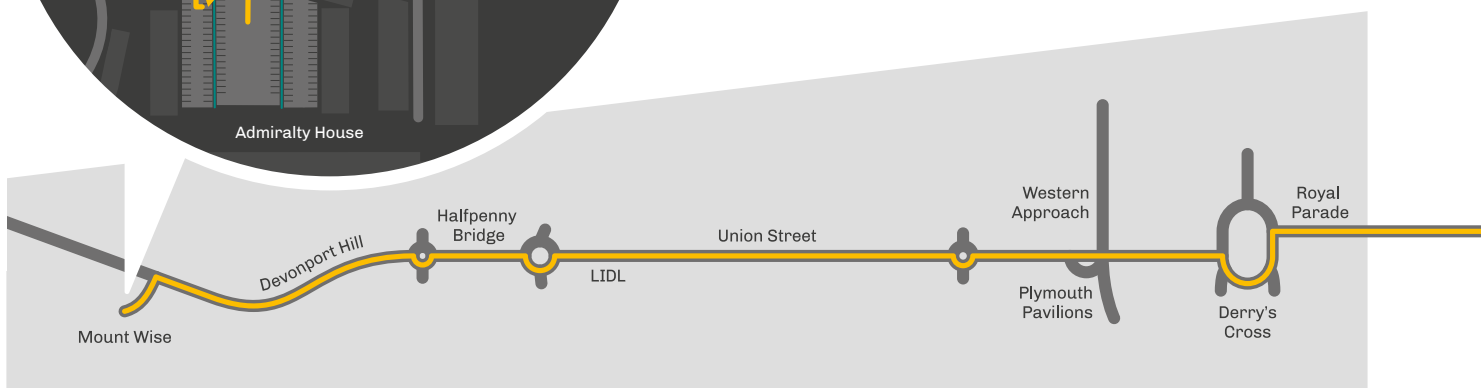 Admiralty House
Mount Wise
Devonport Hill
Halfpenny
Bridge
LIDL
Union Street
Western
Approach
Plymouth
Pavilions
Derry's
Cross
Royal
Parade